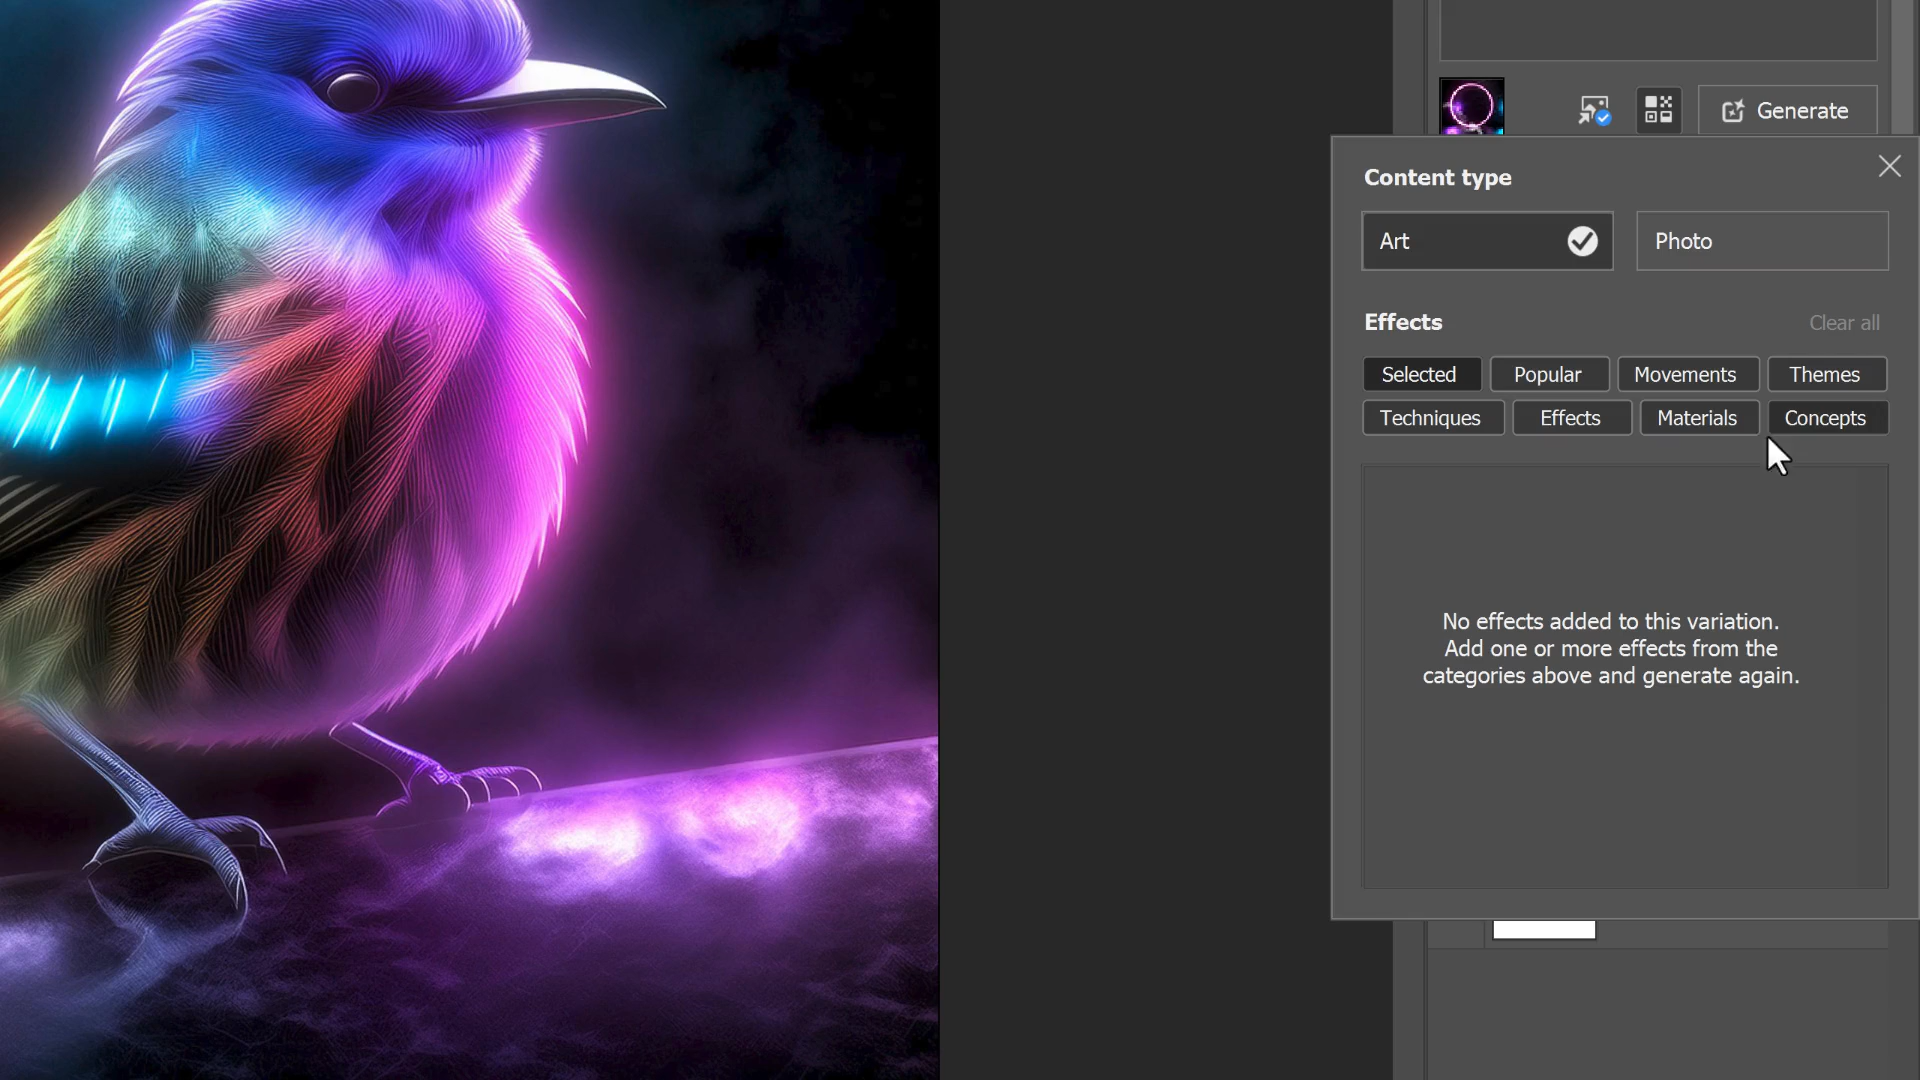 Generate
Content type
Art
Photo
Effects
Clear all
Selected
Popular
Movements
Themes
Techniques
Effects
Materials
Concepts
No effects added to this variation.
Add one or more effects from the
categories above and generate again.